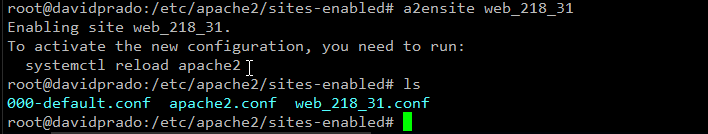 root@davidprado:/etc/apache2/sites-enabled# a2ensite web_218_31
Enabling site web_218_31.
To activate the new configuration, you need to run:
  systemctl reload apache2
root@davidprado:/etc/apache2/sites-enabled# ls
000-default.conf  apache2.conf  web_218_31.conf
root@davidprado:/etc/apache2/sites-enabled#